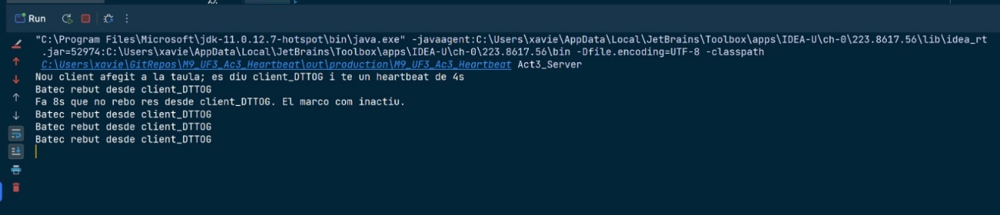 Run
"C:\Program Files\Microsoft\jdk-11.0.12.7-hotspot\bin\java.exe" -javaagent:C:\Users\xavie\AppData\Local\JetBrains\Toolbox\apps\IDEA-U\ch-0\223.8617.56\lib\idea_rt
.jar=52974:C:\Users\xavie\AppData\Local\JetBrains\Toolbox\apps\IDEA-U\ch-0\223.8617.56\bin -Dfile.encoding=UTF-8 -classpath
C:\Users\xavie\GitRepos\M9_UF3_Ac3_Heartbeat\out\production\M9_UF3_Ac3_Heartbeat Act3_Server
Nou client afegit a la taula; es diu client_DTTOG i te un heartbeat de 4s
Batec rebut desde client_DTTOG
Fa 8s que no rebo res desde client_DTTOG. El marco com inactiu.
Batec rebut desde client_DTTOG
Batec rebut desde client_DTTOG
Batec rebut desde client_DTTOG